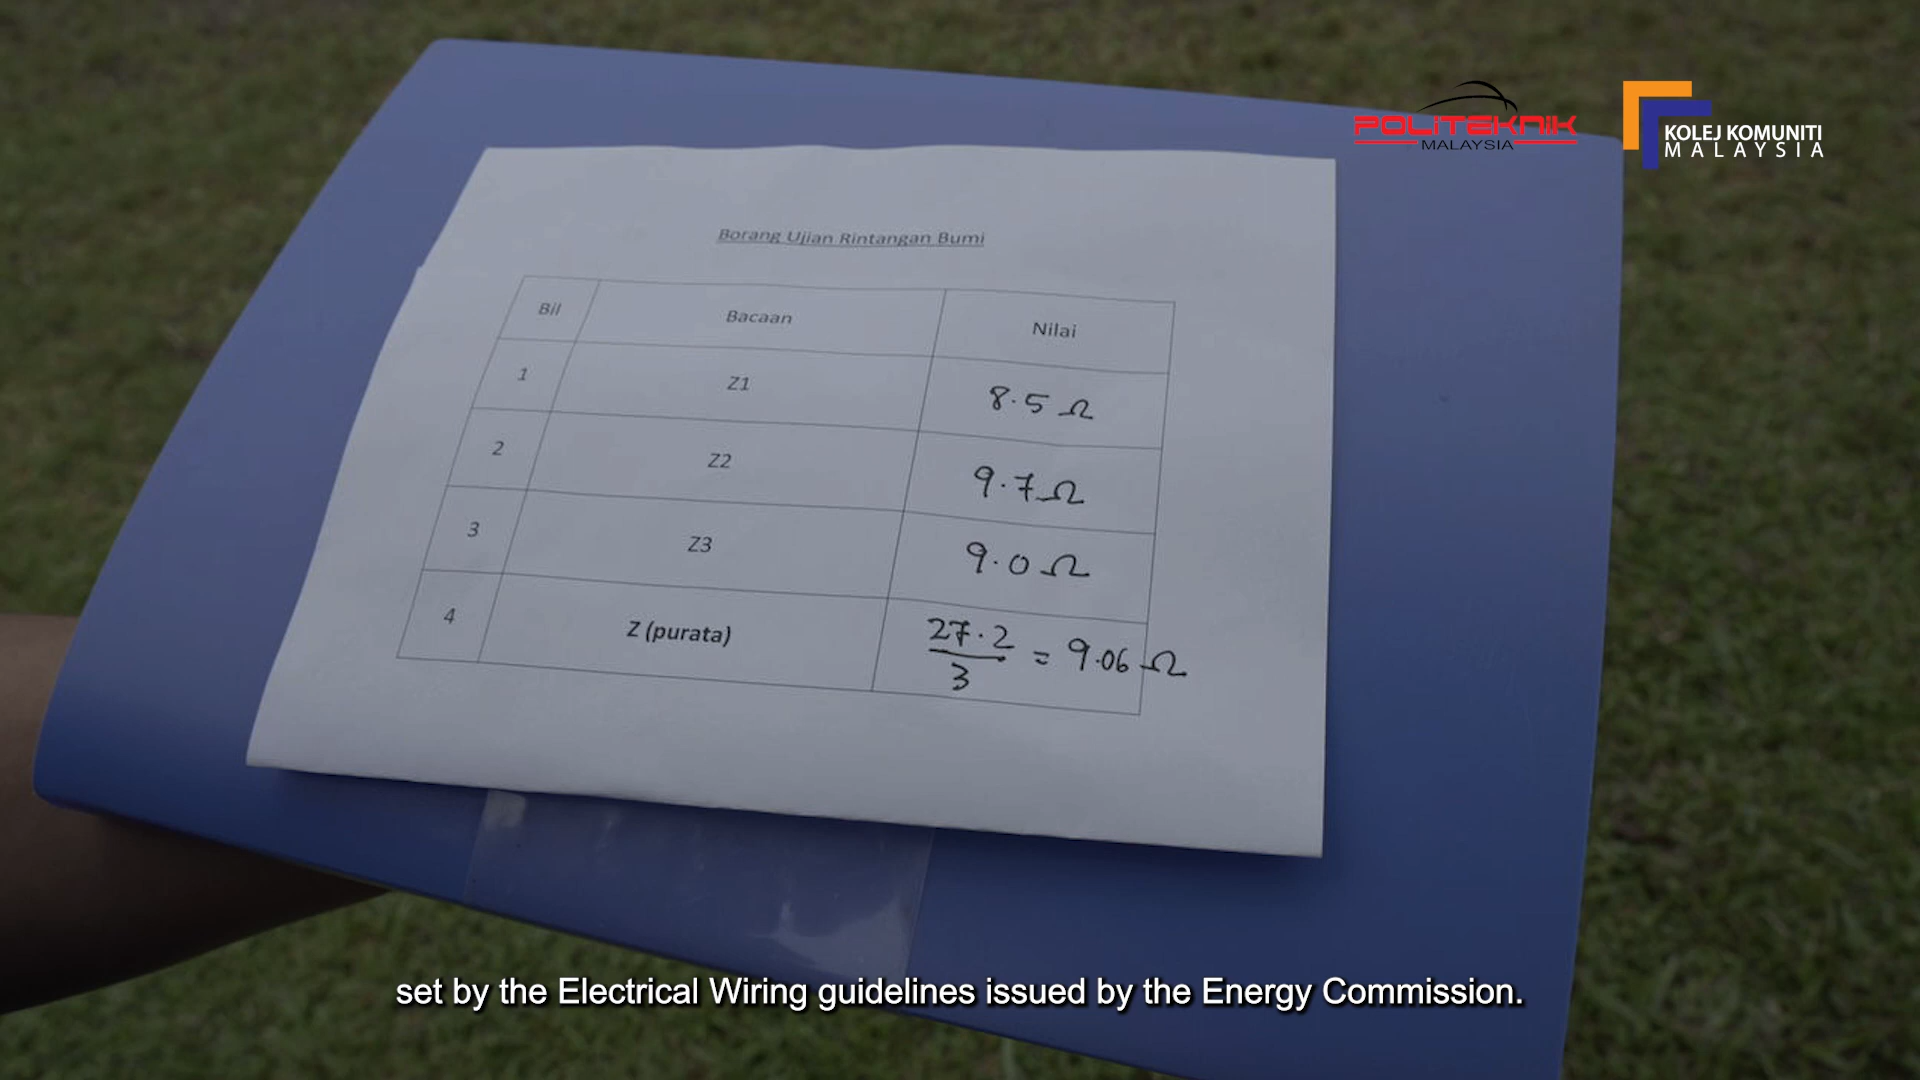 POLITEKNIK
MALAYSIA
KOLEJ KOMUNITI
MALAYSIA
Borang Ujian Rintangan Bumi
Bil Bacaan Nilai
1 Z1 8.5 Ω
2 Z2 9.7 Ω
3 Z3 9.0 Ω
4 Z (purata) 27.2/3 = 9.06 Ω
set by the Electrical Wiring guidelines issued by the Energy Commission.